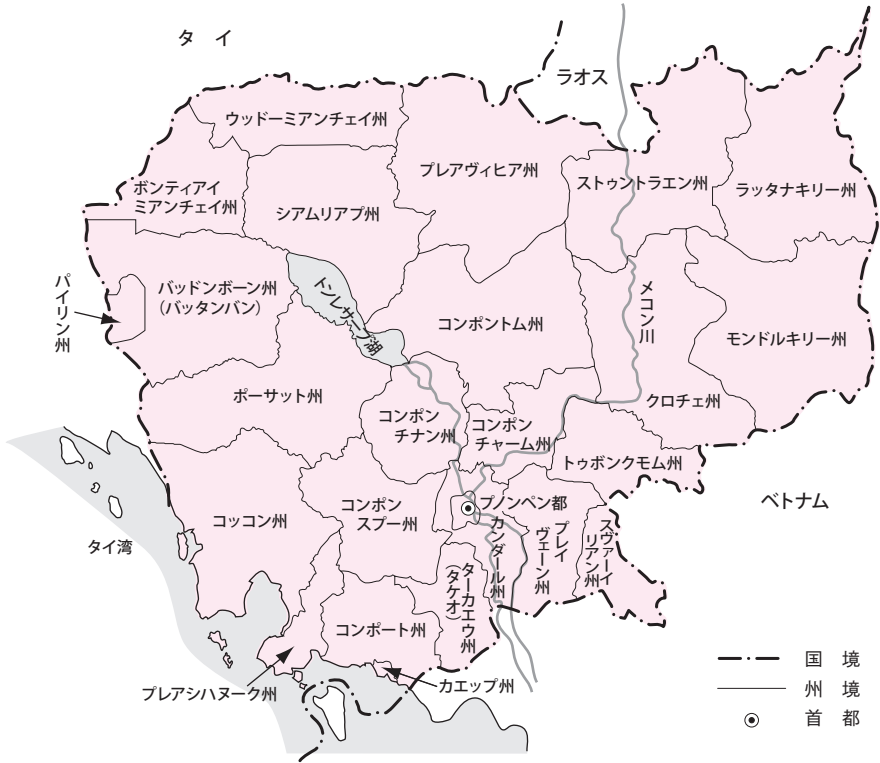 タイ
ラオス
ウッドーミアンチェイ州
プレアヴィヒア州
ストゥントラエン州
ラッタナキリー州
ボンティアイ
ミアンチェイ州
シアムリアプ州
パイリン州
バッドンボーン州
（バッタンバン）
トンレサープ湖
コンポントム州
メコン川
モンドルキリー州
ポーサット州
クロチェ州
コンポン
チナン州
コンポン
チャーム州
トゥボンクモム州
コッコン州
コンポン
スプー州
プノンペン都
ベトナム
タイ湾
カンダール州
プレイ
ヴェーン州
スヴァーイ
リアン州
ターカエウ州
（タケオ）
コンポート州
プレアシハヌーク州
カエップ州
国境
州境
首都